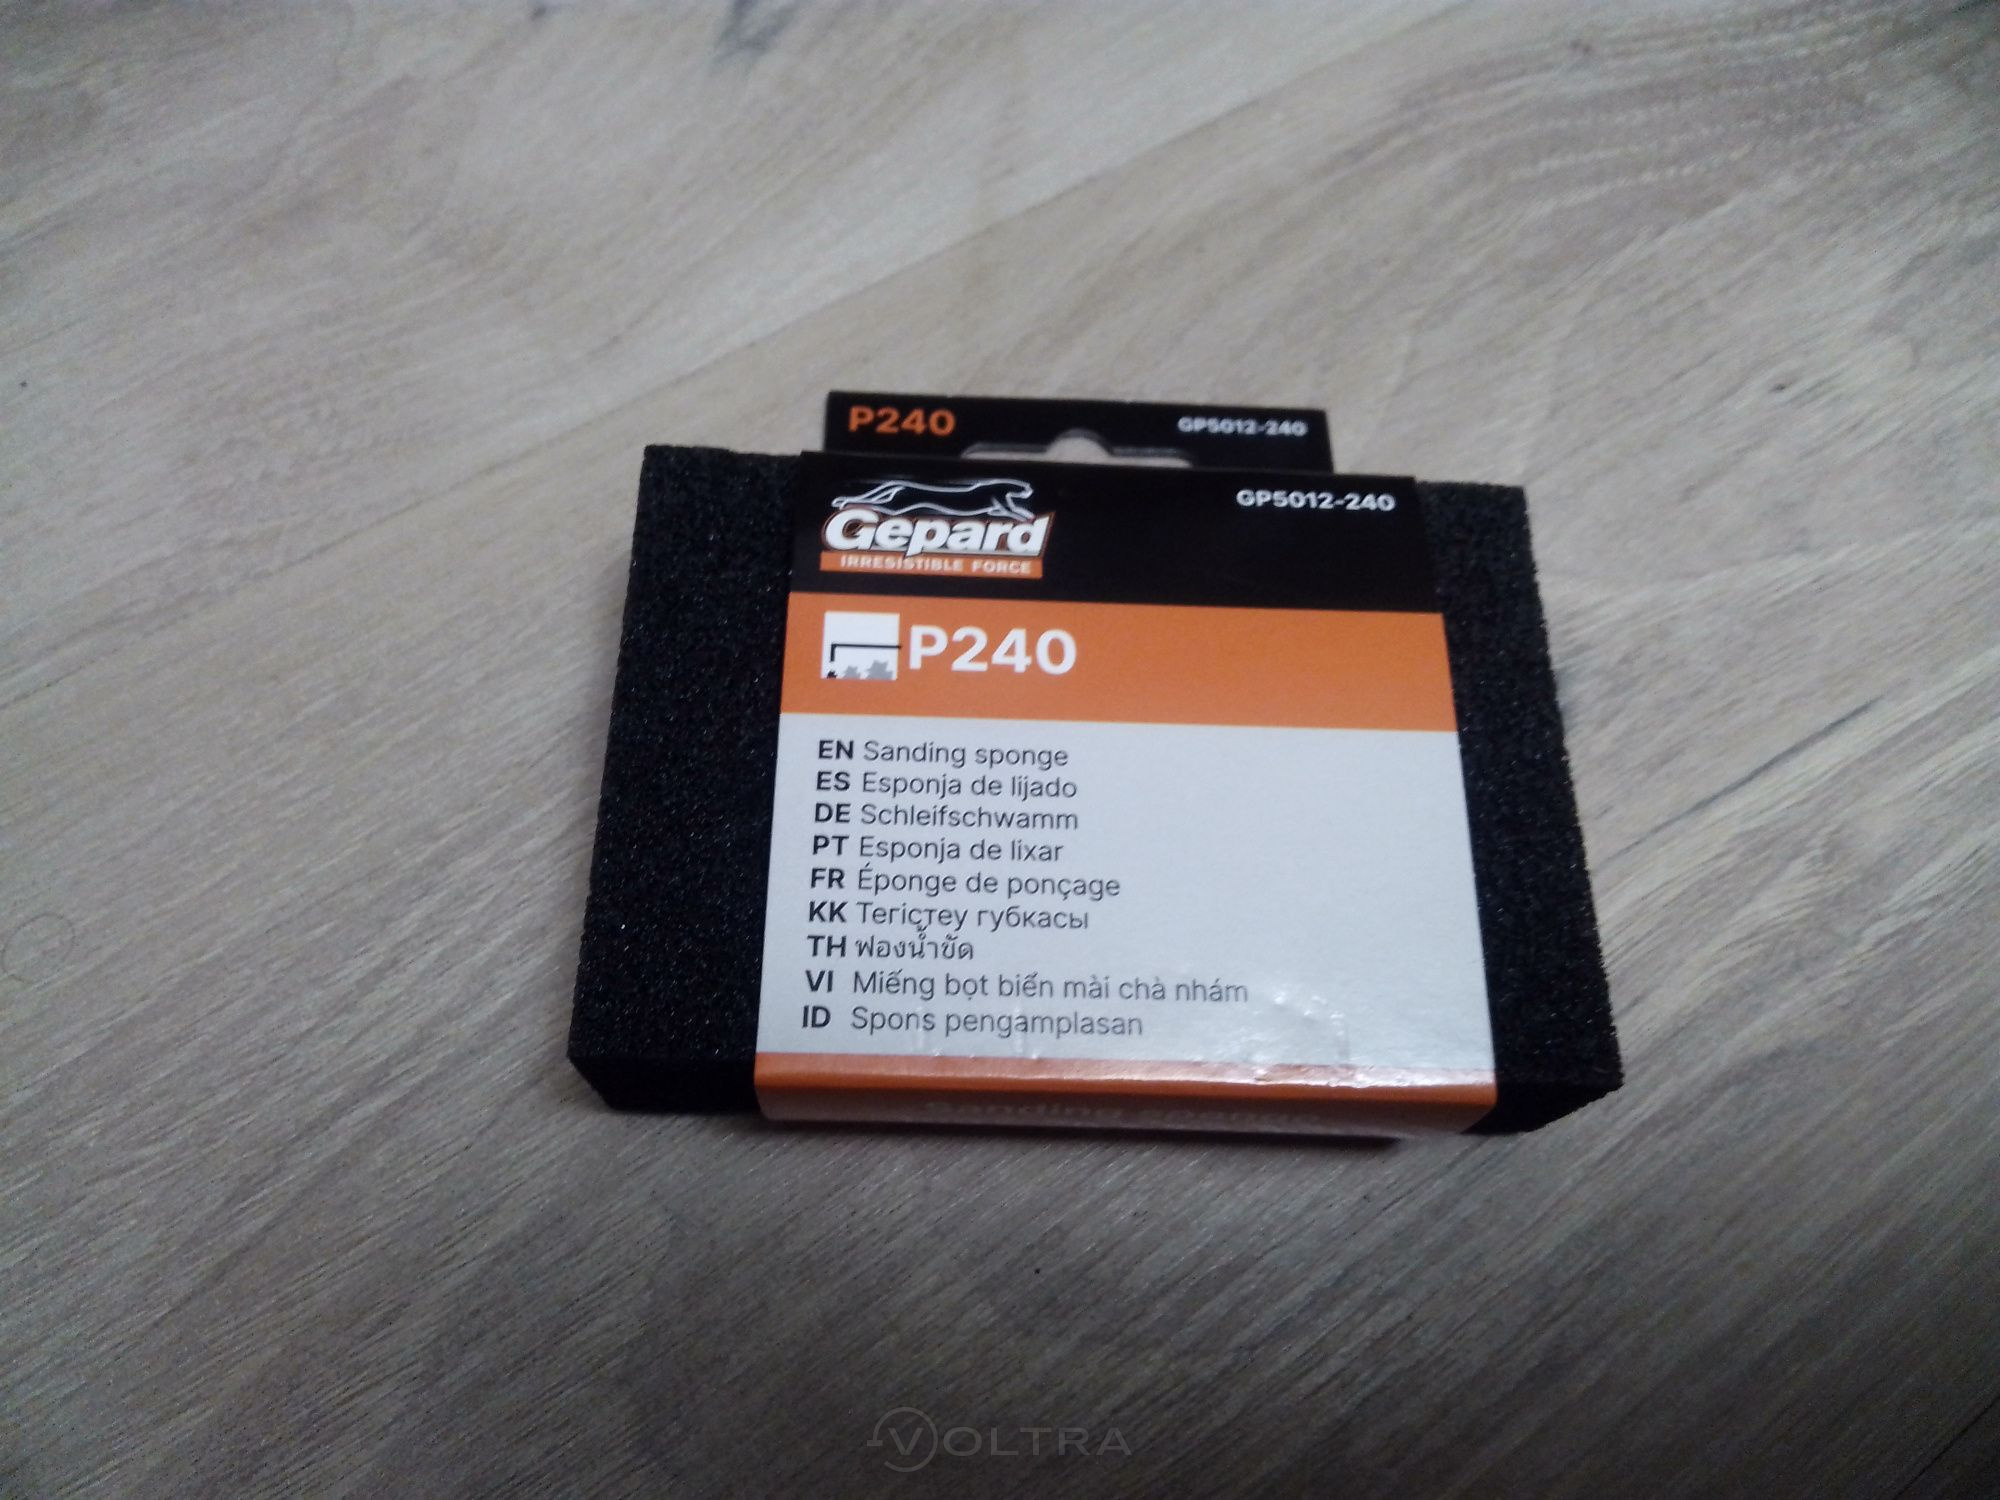 P240 GP5012-240
Gepard GP5012-240
IRRESISTIBLE FORCE
P240
EN Sanding sponge
ES Esponja de lijado
DE Schleifschwamm
PT Esponja de lixar
FR Éponge de ponçage
KK Тегістеу губкасы
TH ฟองน้ำขัด
VI Miếng bọt biển mài chà nhám
ID Spons pengamplasan
Sanding sponge
VOLTRA